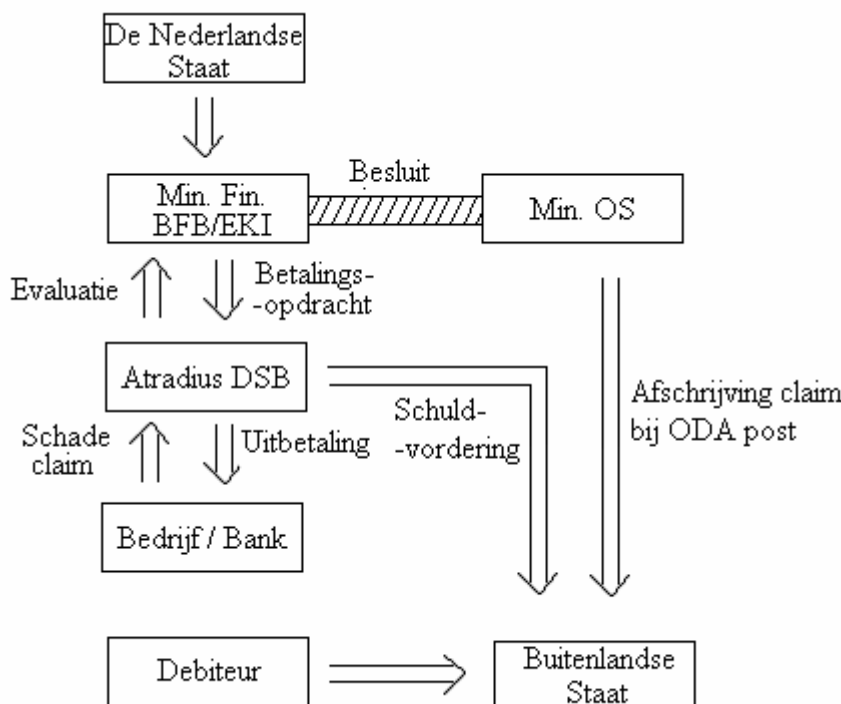 De Nederlandse
Staat
Besluit
Min. Fin.
BFB/EKI
Min. OS
Evaluatie
Betalings-
-opdracht
Atradius DSB
Schuld-
-vordering
Afschrijving claim
bij ODA post
Schade
claim
Uitbetaling
Bedrijf / Bank
Debiteur
Buitenlandse
Staat